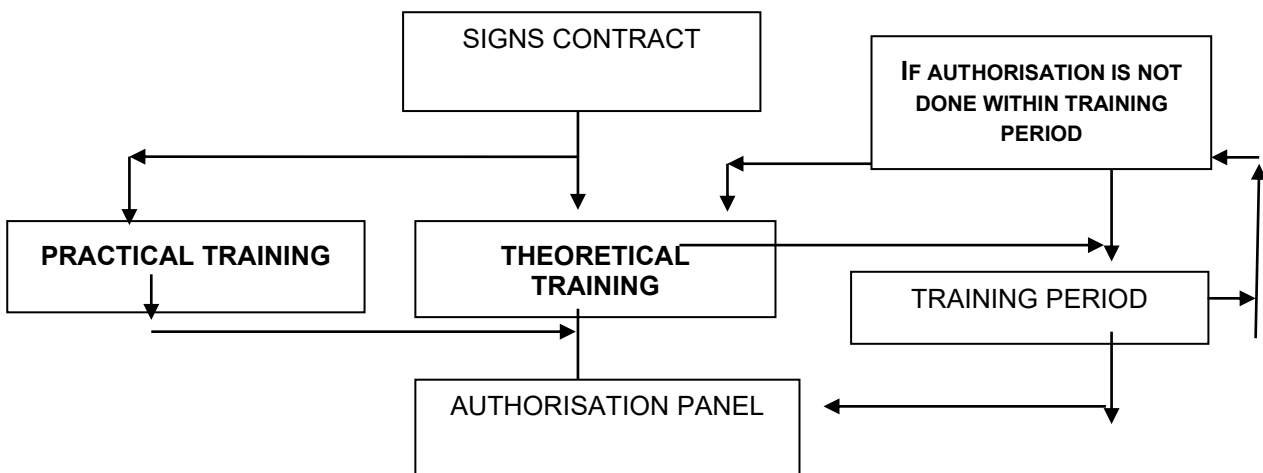 SIGNS CONTRACT
IF AUTHORISATION IS NOT
DONE WITHIN TRAINING
PERIOD
PRACTICAL TRAINING
THEORETICAL
TRAINING
TRAINING PERIOD
AUTHORISATION PANEL